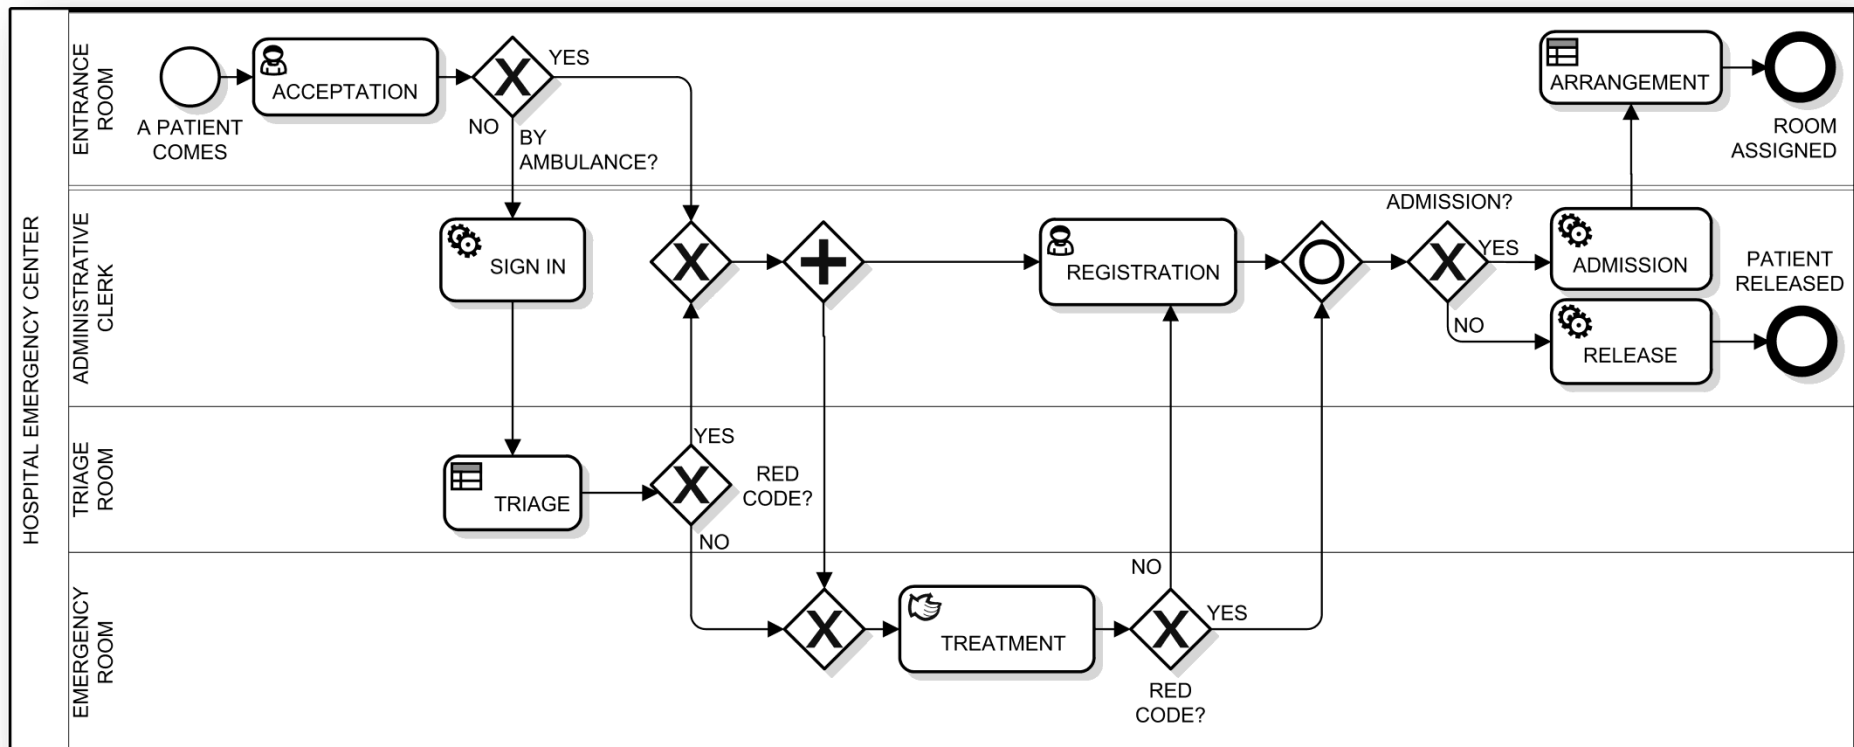 HOSPITAL EMERGENCY CENTER
ENTRANCE
ROOM
A PATIENT
COMES
ACCEPTATION
YES
NO
BY
AMBULANCE?
ARRANGEMENT
ROOM
ASSIGNED
ADMINISTRATIVE
CLERK
SIGN IN
REGISTRATION
ADMISSION?
YES
NO
ADMISSION
RELEASE
PATIENT
RELEASED
TRIAGE
ROOM
TRIAGE
YES
RED
CODE?
NO
EMERGENCY
ROOM
TREATMENT
NO
YES
RED
CODE?